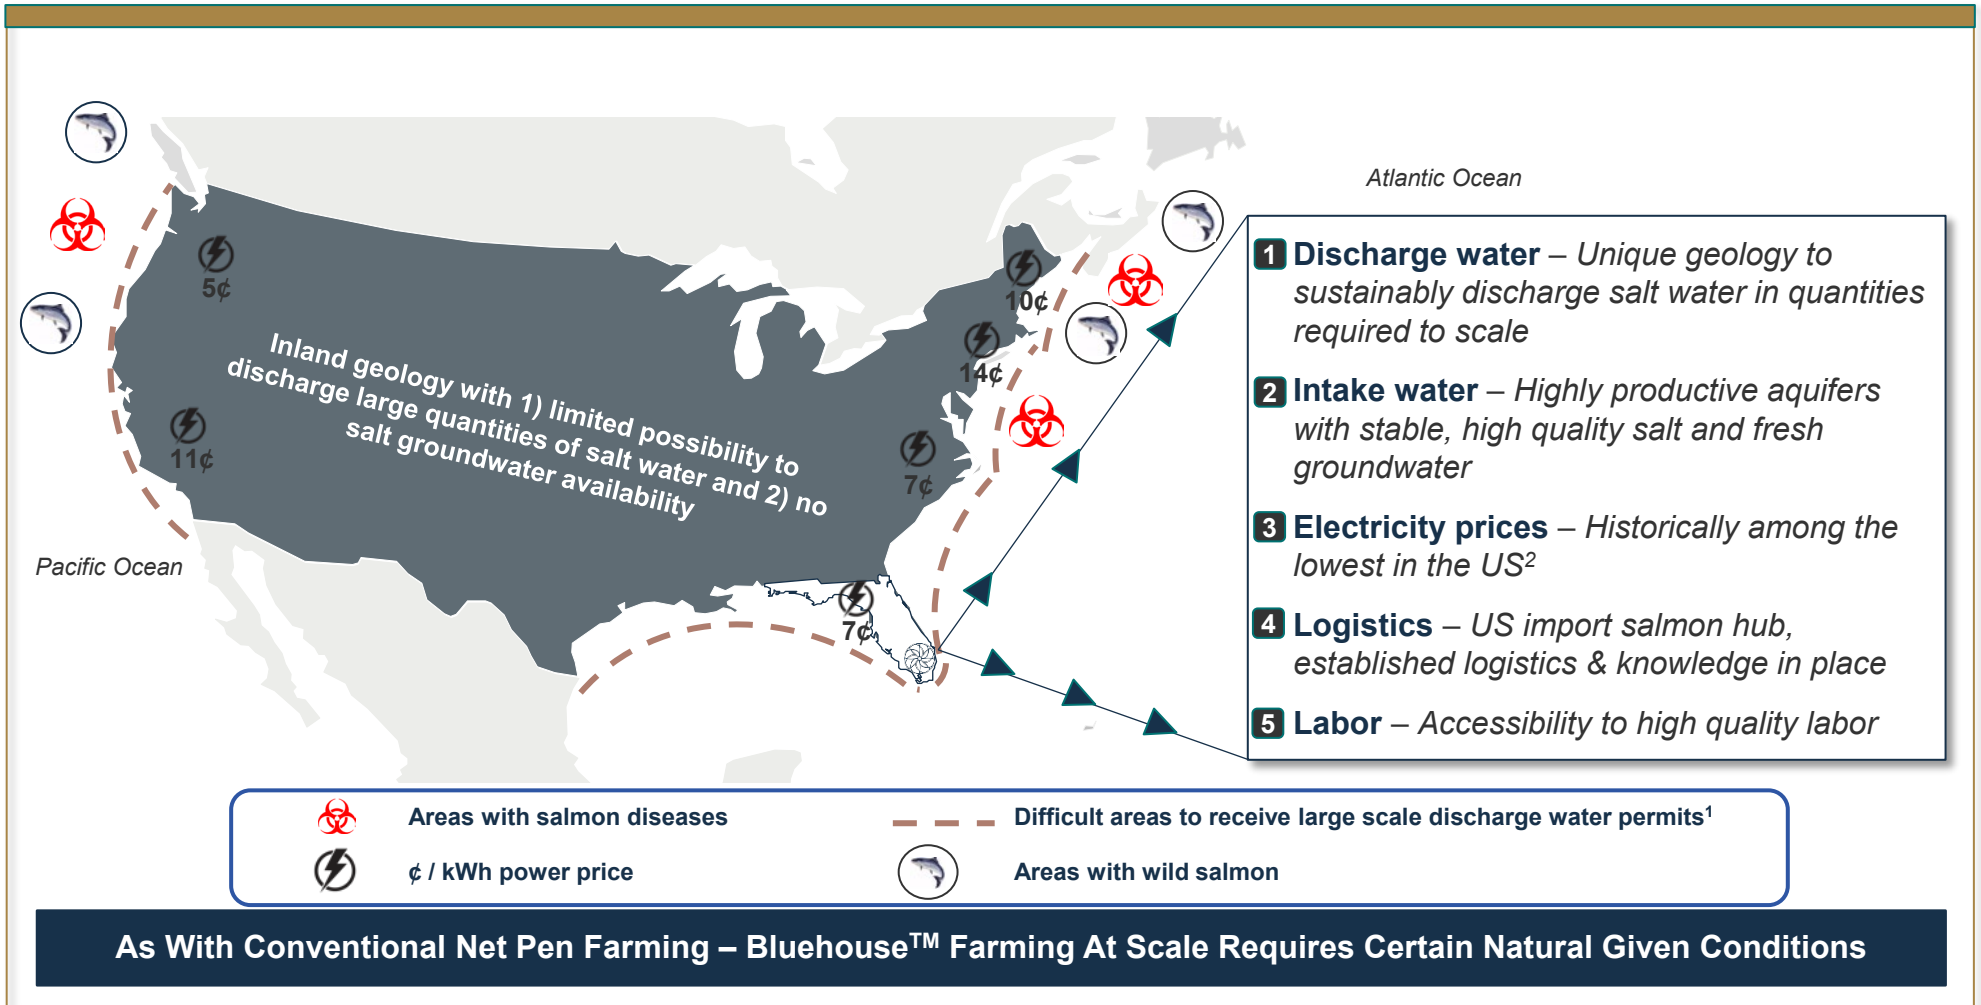 Atlantic Ocean
5¢
10¢
14¢
11¢
7¢
7¢
Inland geology with 1) limited possibility to
discharge large quantities of salt water and 2) no
salt groundwater availability
Pacific Ocean
1 Discharge water – Unique geology to
sustainably discharge salt water in quantities
required to scale
2 Intake water – Highly productive aquifers
with stable, high quality salt and fresh
groundwater
3 Electricity prices – Historically among the
lowest in the US²
4 Logistics – US import salmon hub,
established logistics & knowledge in place
5 Labor – Accessibility to high quality labor
Areas with salmon diseases
Difficult areas to receive large scale discharge water permits¹
¢ / kWh power price
Areas with wild salmon
As With Conventional Net Pen Farming – Bluehouse™ Farming At Scale Requires Certain Natural Given Conditions